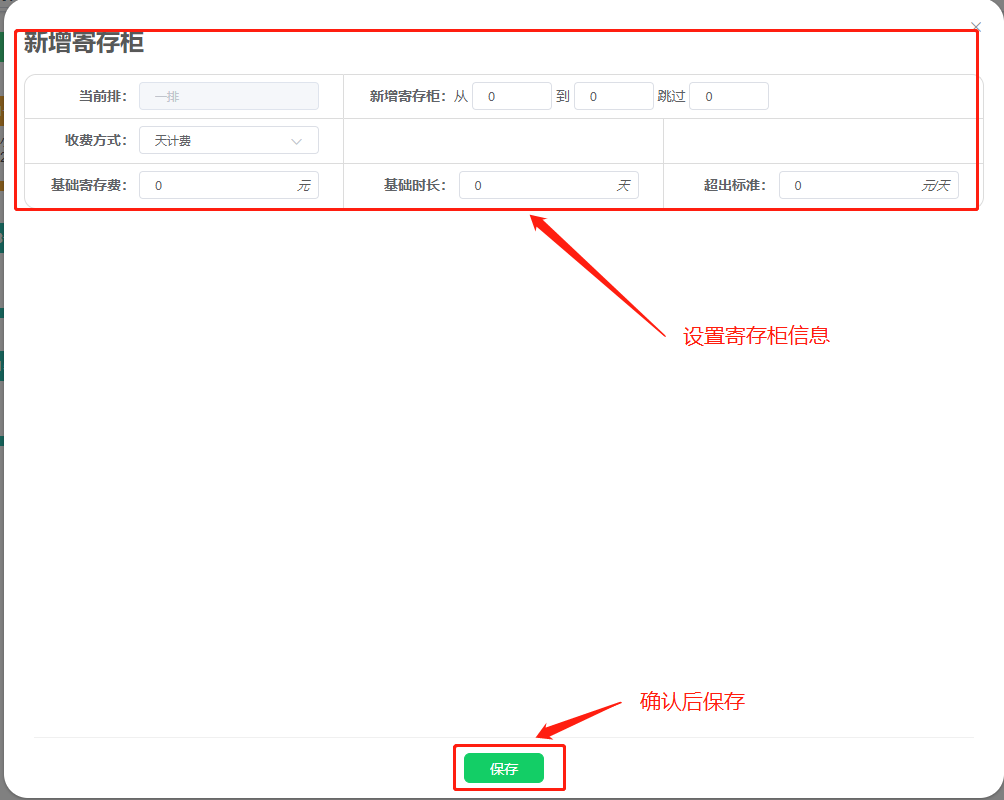 新增寄存柜
当前排： 一排 新增寄存柜： 从 0 到 0 跳过 0
收费方式： 天计费
基础寄存费： 0 元 基础时长： 0 天 超出标准： 0 元/天
设置寄存柜信息
确认后保存
保存